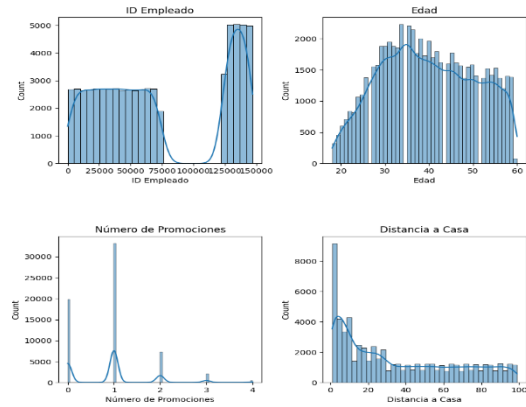 ID Empleado
5000
4000
3000
2000
1000
0
Count
0 25000 50000 75000 100000 125000 150000
ID Empleado
Edad
2000
1500
1000
500
0
Count
20 30 40 50 60
Edad
Número de Promociones
30000
25000
20000
15000
10000
5000
0
Count
0 1 2 3 4
Número de Promociones
Distancia a Casa
8000
6000
4000
2000
0
Count
0 20 40 60 80 100
Distancia a Casa